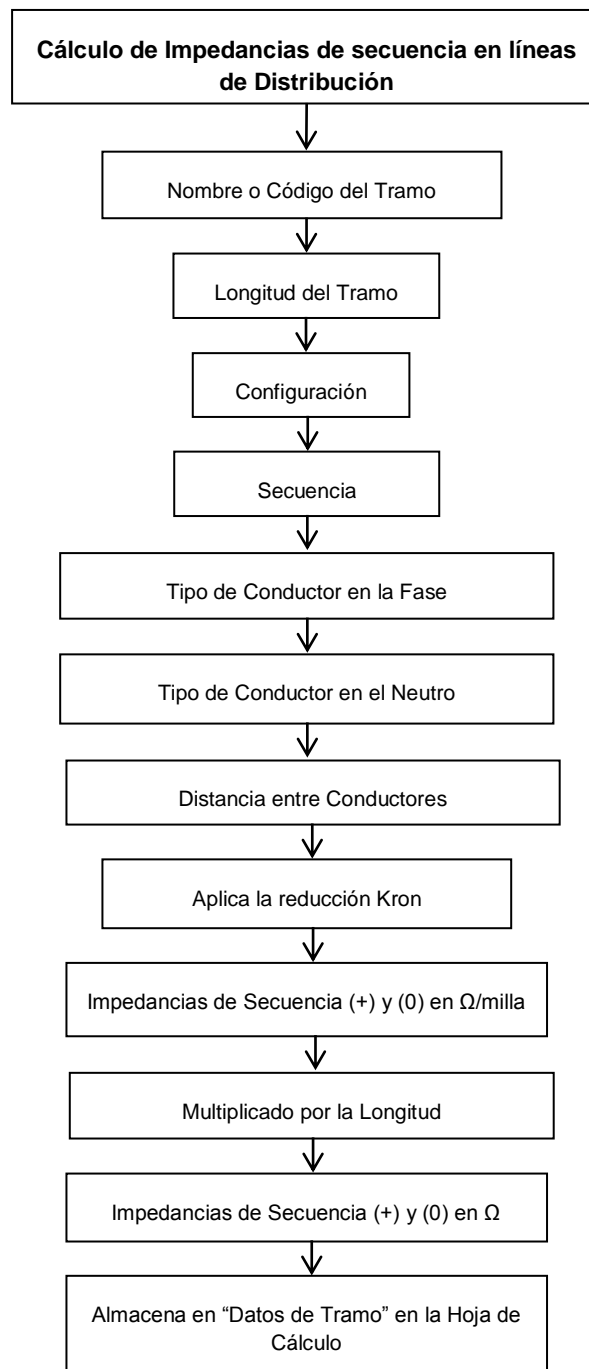 Cálculo de Impedancias de secuencia en líneas
de Distribución
Nombre o Código del Tramo
Longitud del Tramo
Configuración
Secuencia
Tipo de Conductor en la Fase
Tipo de Conductor en el Neutro
Distancia entre Conductores
Aplica la reducción Kron
Impedancias de Secuencia (+) y (0) en Ω/milla
Multiplicado por la Longitud
Impedancias de Secuencia (+) y (0) en Ω
Almacena en “Datos de Tramo” en la Hoja de
Cálculo